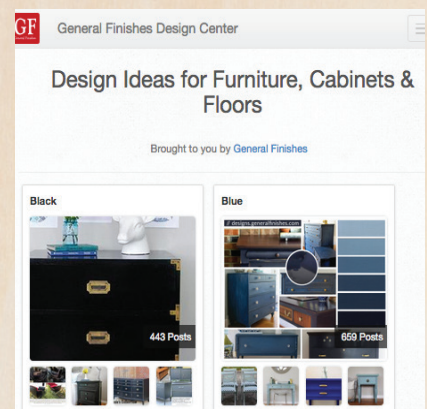 GF
General Finishes Design Center
Design Ideas for Furniture, Cabinets &
Floors
Brought to you by General Finishes
Black
443 Posts
Blue
// designs.generalfinishes.com
659 Posts